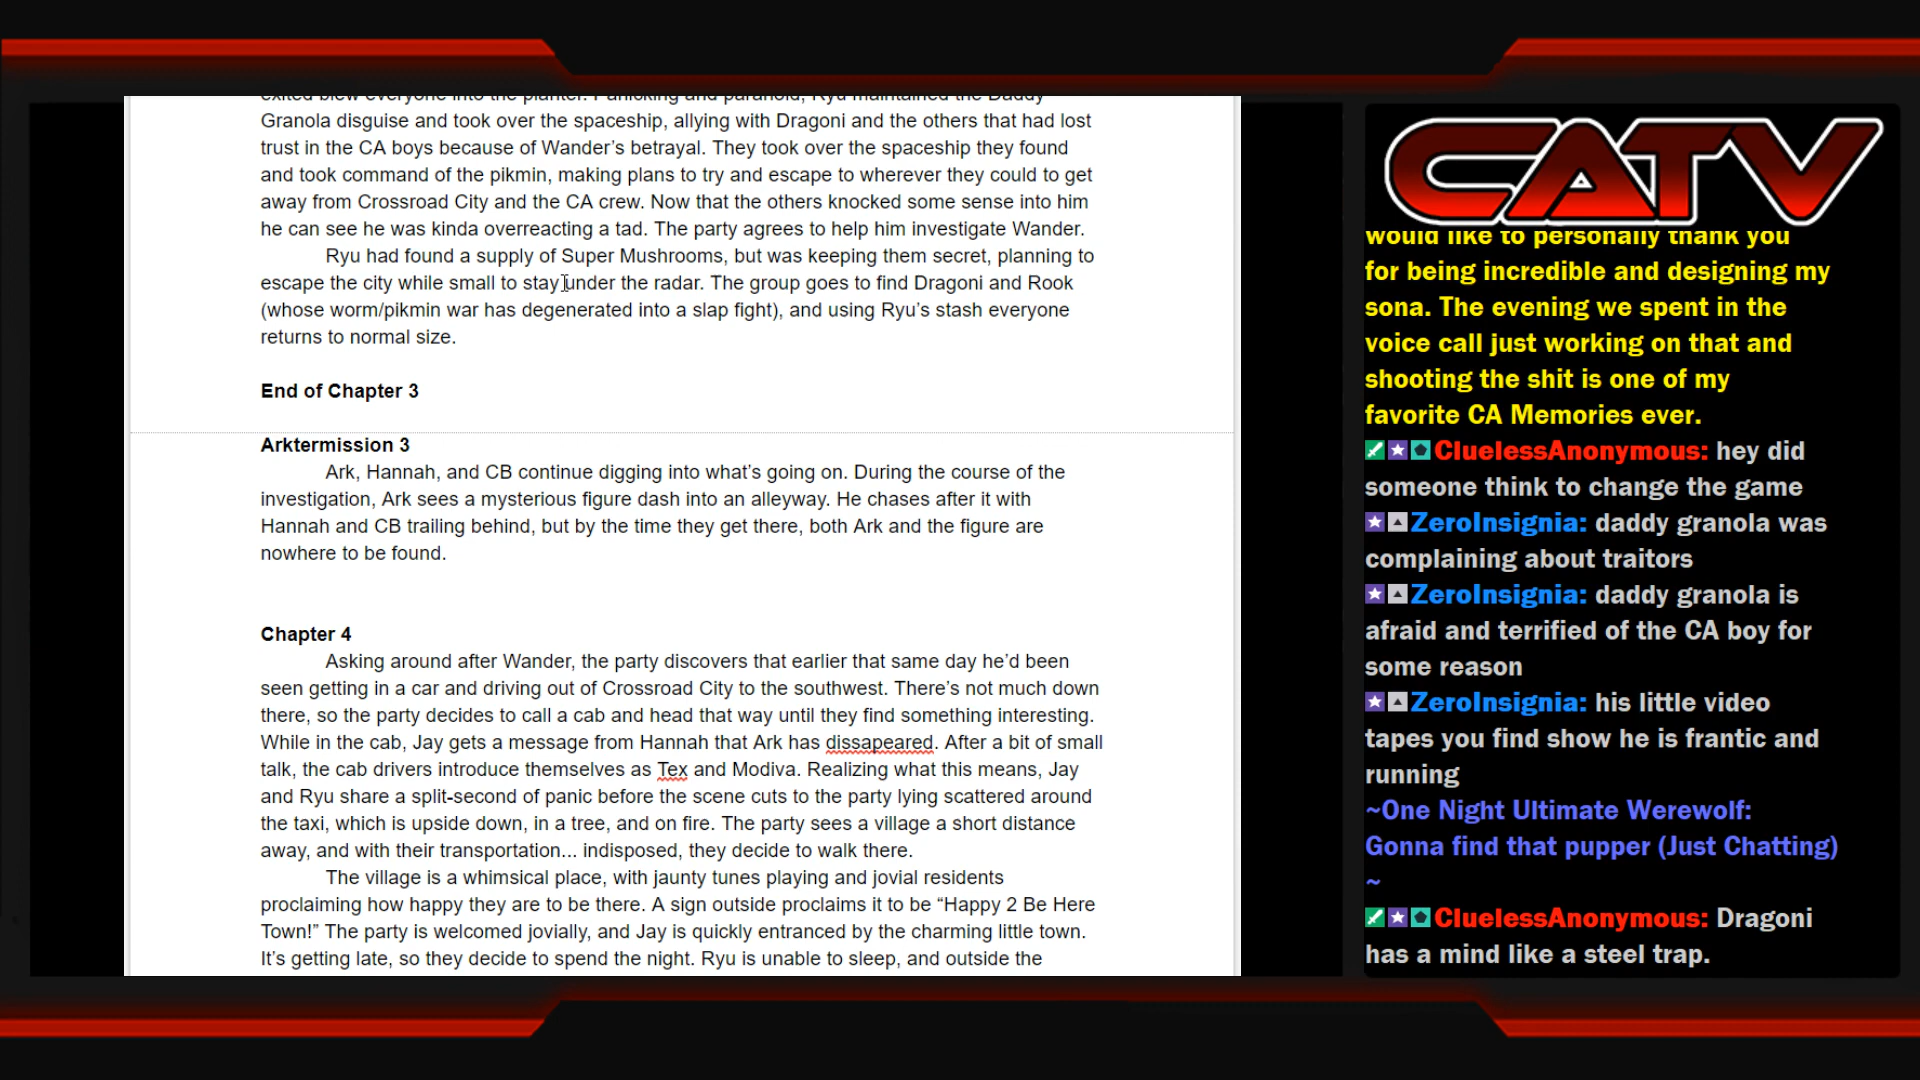 exited blew everyone into the planter. Panicking and paranoid, Ryu maintained the Daddy
Granola disguise and took over the spaceship, allying with Dragoni and the others that had lost
trust in the CA boys because of Wander’s betrayal. They took over the spaceship they found
and took command of the pikmin, making plans to try and escape to wherever they could to get
away from Crossroad City and the CA crew. Now that the others knocked some sense into him
he can see he was kinda overreacting a tad. The party agrees to help him investigate Wander.
Ryu had found a supply of Super Mushrooms, but was keeping them secret, planning to
escape the city while small to stay under the radar. The group goes to find Dragoni and Rook
(whose worm/pikmin war has degenerated into a slap fight), and using Ryu’s stash everyone
returns to normal size.
End of Chapter 3
Arktermission 3
Ark, Hannah, and CB continue digging into what’s going on. During the course of the
investigation, Ark sees a mysterious figure dash into an alleyway. He chases after it with
Hannah and CB trailing behind, but by the time they get there, both Ark and the figure are
nowhere to be found.
Chapter 4
Asking around after Wander, the party discovers that earlier that same day he’d been
seen getting in a car and driving out of Crossroad City to the southwest. There’s not much down
there, so the party decides to call a cab and head that way until they find something interesting.
While in the cab, Jay gets a message from Hannah that Ark has dissapeared. After a bit of small
talk, the cab drivers introduce themselves as Tex and Modiva. Realizing what this means, Jay
and Ryu share a split-second of panic before the scene cuts to the party lying scattered around
the taxi, which is upside down, in a tree, and on fire. The party sees a village a short distance
away, and with their transportation... indisposed, they decide to walk there.
The village is a whimsical place, with jaunty tunes playing and jovial residents
proclaiming how happy they are to be there. A sign outside proclaims it to be “Happy 2 Be Here
Town!” The party is welcomed jovially, and Jay is quickly entranced by the charming little town.
It’s getting late, so they decide to spend the night. Ryu is unable to sleep, and outside the
CATV
would like to personally thank you
for being incredible and designing my
sona. The evening we spent in the
voice call just working on that and
shooting the shit is one of my
favorite CA Memories ever.
CluelessAnonymous: hey did
someone think to change the game
ZeroInsignia: daddy granola was
complaining about traitors
ZeroInsignia: daddy granola is
afraid and terrified of the CA boy for
some reason
ZeroInsignia: his little video
tapes you find show he is frantic and
running
~One Night Ultimate Werewolf:
Gonna find that pupper (Just Chatting)
~
CluelessAnonymous: Dragoni
has a mind like a steel trap.